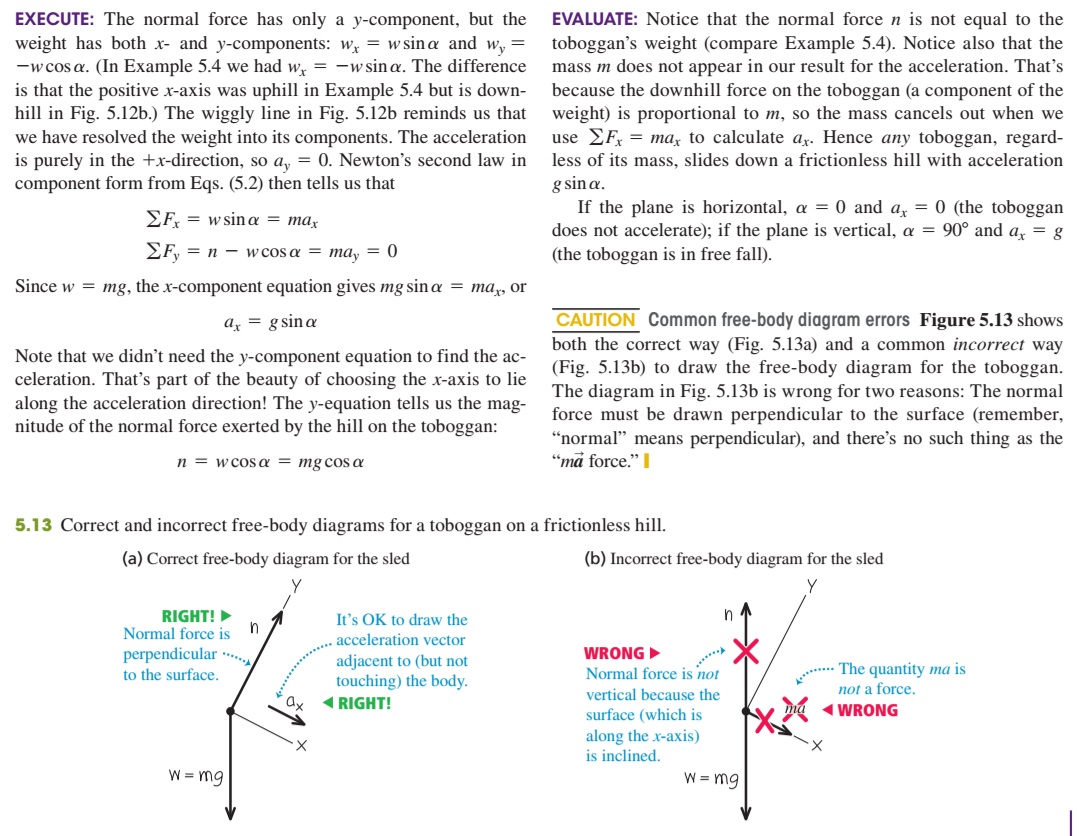 EXECUTE: The normal force has only a y-component, but the
weight has both x- and y-components: wₓ = w sin α and w_y =
−w cos α. (In Example 5.4 we had wₓ = −w sin α. The difference
is that the positive x-axis was uphill in Example 5.4 but is down-
hill in Fig. 5.12b.) The wiggly line in Fig. 5.12b reminds us that
we have resolved the weight into its components. The acceleration
is purely in the +x-direction, so a_y = 0. Newton's second law in
component form from Eqs. (5.2) then tells us that
ΣFₓ = w sin α = maₓ
ΣF_y = n − w cos α = ma_y = 0
Since w = mg, the x-component equation gives mg sin α = maₓ, or
aₓ = g sin α
Note that we didn't need the y-component equation to find the ac-
celeration. That's part of the beauty of choosing the x-axis to lie
along the acceleration direction! The y-equation tells us the mag-
nitude of the normal force exerted by the hill on the toboggan:
n = w cos α = mg cos α
EVALUATE: Notice that the normal force n is not equal to the
toboggan's weight (compare Example 5.4). Notice also that the
mass m does not appear in our result for the acceleration. That's
because the downhill force on the toboggan (a component of the
weight) is proportional to m, so the mass cancels out when we
use ΣFₓ = maₓ to calculate aₓ. Hence any toboggan, regard-
less of its mass, slides down a frictionless hill with acceleration
g sin α.
If the plane is horizontal, α = 0 and aₓ = 0 (the toboggan
does not accelerate); if the plane is vertical, α = 90° and aₓ = g
(the toboggan is in free fall).
CAUTION Common free-body diagram errors Figure 5.13 shows
both the correct way (Fig. 5.13a) and a common incorrect way
(Fig. 5.13b) to draw the free-body diagram for the toboggan.
The diagram in Fig. 5.13b is wrong for two reasons: The normal
force must be drawn perpendicular to the surface (remember,
"normal" means perpendicular), and there's no such thing as the
"ma⃗ force."
5.13 Correct and incorrect free-body diagrams for a toboggan on a frictionless hill.
(a) Correct free-body diagram for the sled
y
RIGHT! ▶
Normal force is
perpendicular
to the surface.
n
It's OK to draw the
acceleration vector
adjacent to (but not
touching) the body.
◀ RIGHT!
aₓ
x
w = mg
(b) Incorrect free-body diagram for the sled
y
n
WRONG ▶
Normal force is not
vertical because the
surface (which is
along the x-axis)
is inclined.
The quantity ma is
not a force.
◀ WRONG
ma
x
w = mg